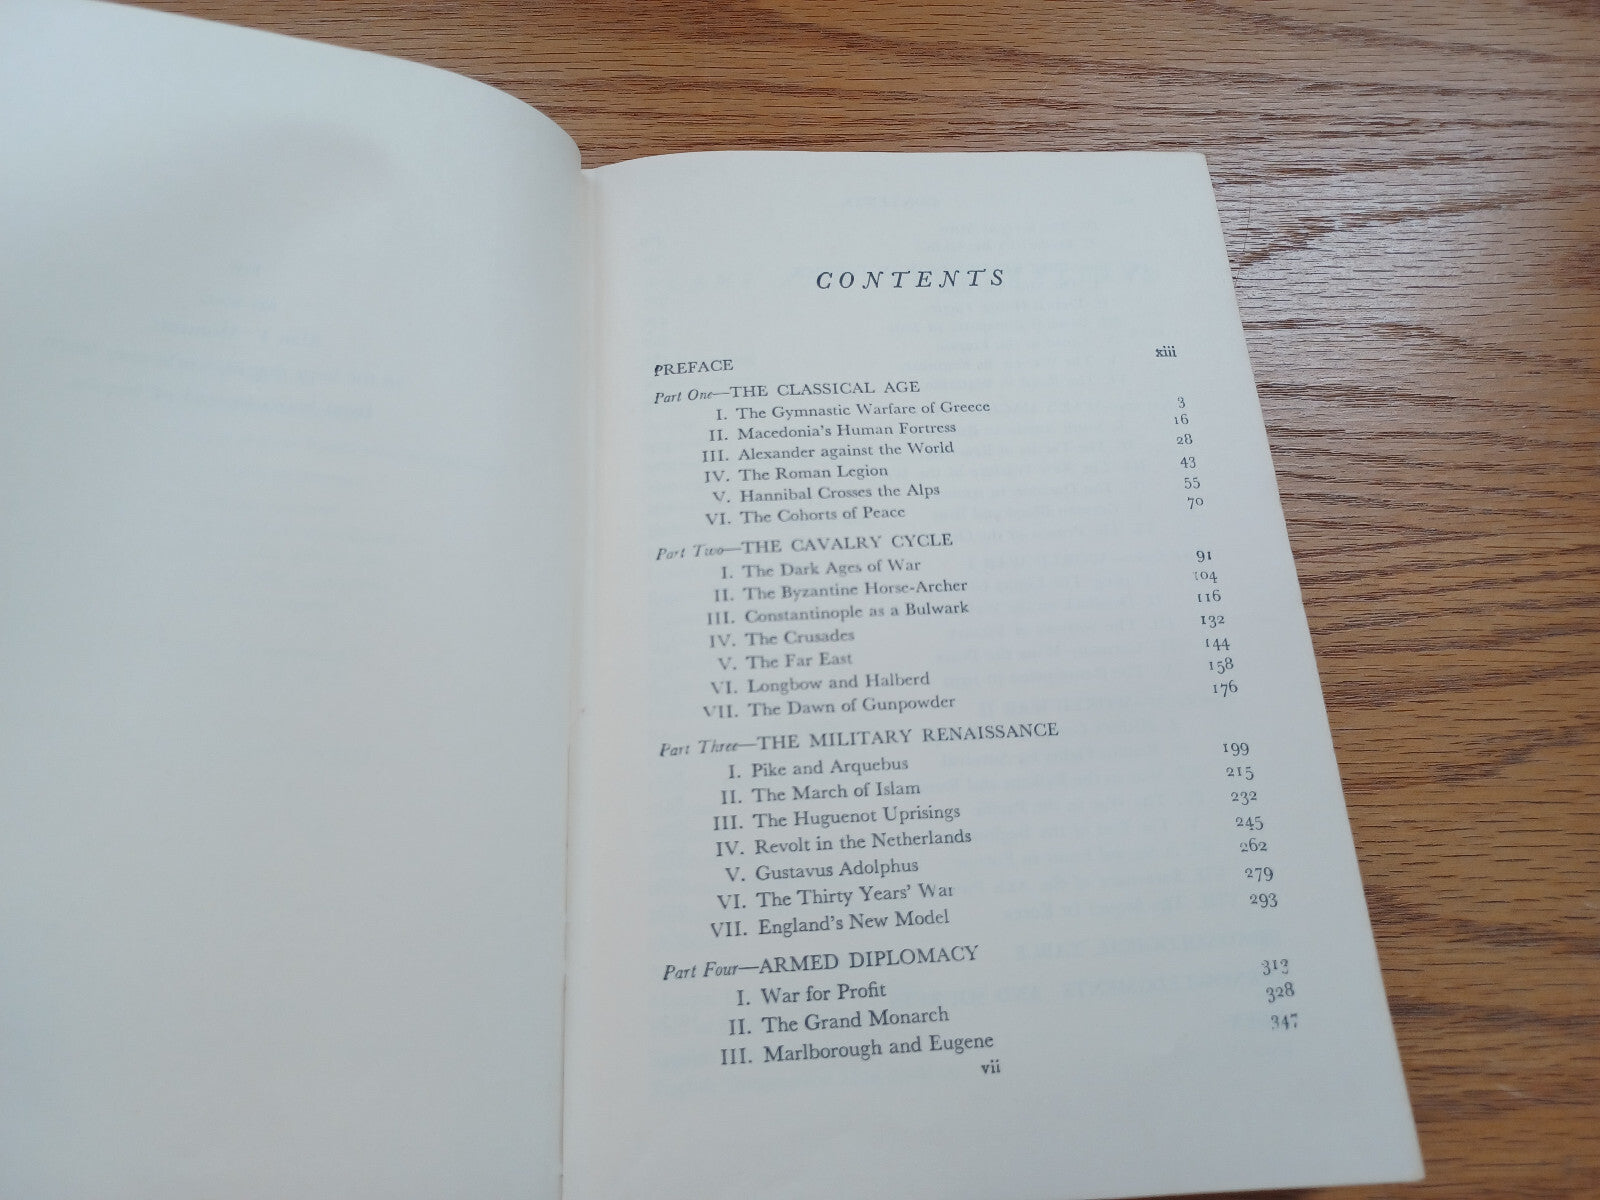 CONTENTS
PREFACE xiii
Part One—THE CLASSICAL AGE
I. The Gymnastic Warfare of Greece 3
II. Macedonia's Human Fortress 16
III. Alexander against the World 28
IV. The Roman Legion 43
V. Hannibal Crosses the Alps 55
VI. The Cohorts of Peace 70
Part Two—THE CAVALRY CYCLE
I. The Dark Ages of War 91
II. The Byzantine Horse-Archer 104
III. Constantinople as a Bulwark 116
IV. The Crusades 132
V. The Far East 144
VI. Longbow and Halberd 158
VII. The Dawn of Gunpowder 176
Part Three—THE MILITARY RENAISSANCE
I. Pike and Arquebus 199
II. The March of Islam 215
III. The Huguenot Uprisings 232
IV. Revolt in the Netherlands 245
V. Gustavus Adolphus 262
VI. The Thirty Years' War 279
VII. England's New Model 293
Part Four—ARMED DIPLOMACY
I. War for Profit 313
II. The Grand Monarch 328
III. Marlborough and Eugene 347
vii